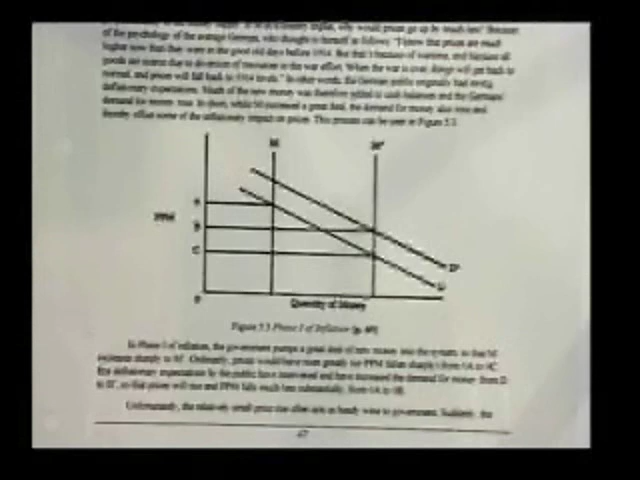 of the psychology of the average German, who thought to himself as follows: "I know that prices are much
higher now than they were in the good old days before 1914. But that's because of wartime, and because all
goods are scarce due to diversion of resources to the war effort. When the war is over, things will get back to
normal, and prices will fall back to 1914 levels." In other words, the German public originally had strong
deflationary expectations. Much of the new money was therefore added to cash balances and the Germans'
demand for money rose. In short, while M increased a great deal, the demand for money also rose and
thereby offset some of the inflationary impact on prices. This process can be seen in Figure 5.3.
M M'
PPM
A
B
C
0
D'
D
Quantity of Money
Figure 5.3 Phase I of Inflation (p. 69)
In Phase I of inflation, the government pumps a great deal of new money into the system, so that M
increases sharply to M'. Ordinarily, prices would have risen greatly (or PPM fallen sharply) from 0A to 0C.
But deflationary expectations by the public have intervened and have increased the demand for money from D
to D', so that prices will rise and PPM falls much less substantially, from 0A to 0B.
Unfortunately, the relatively small price rise often acts as heady wine to government. Suddenly, the
47